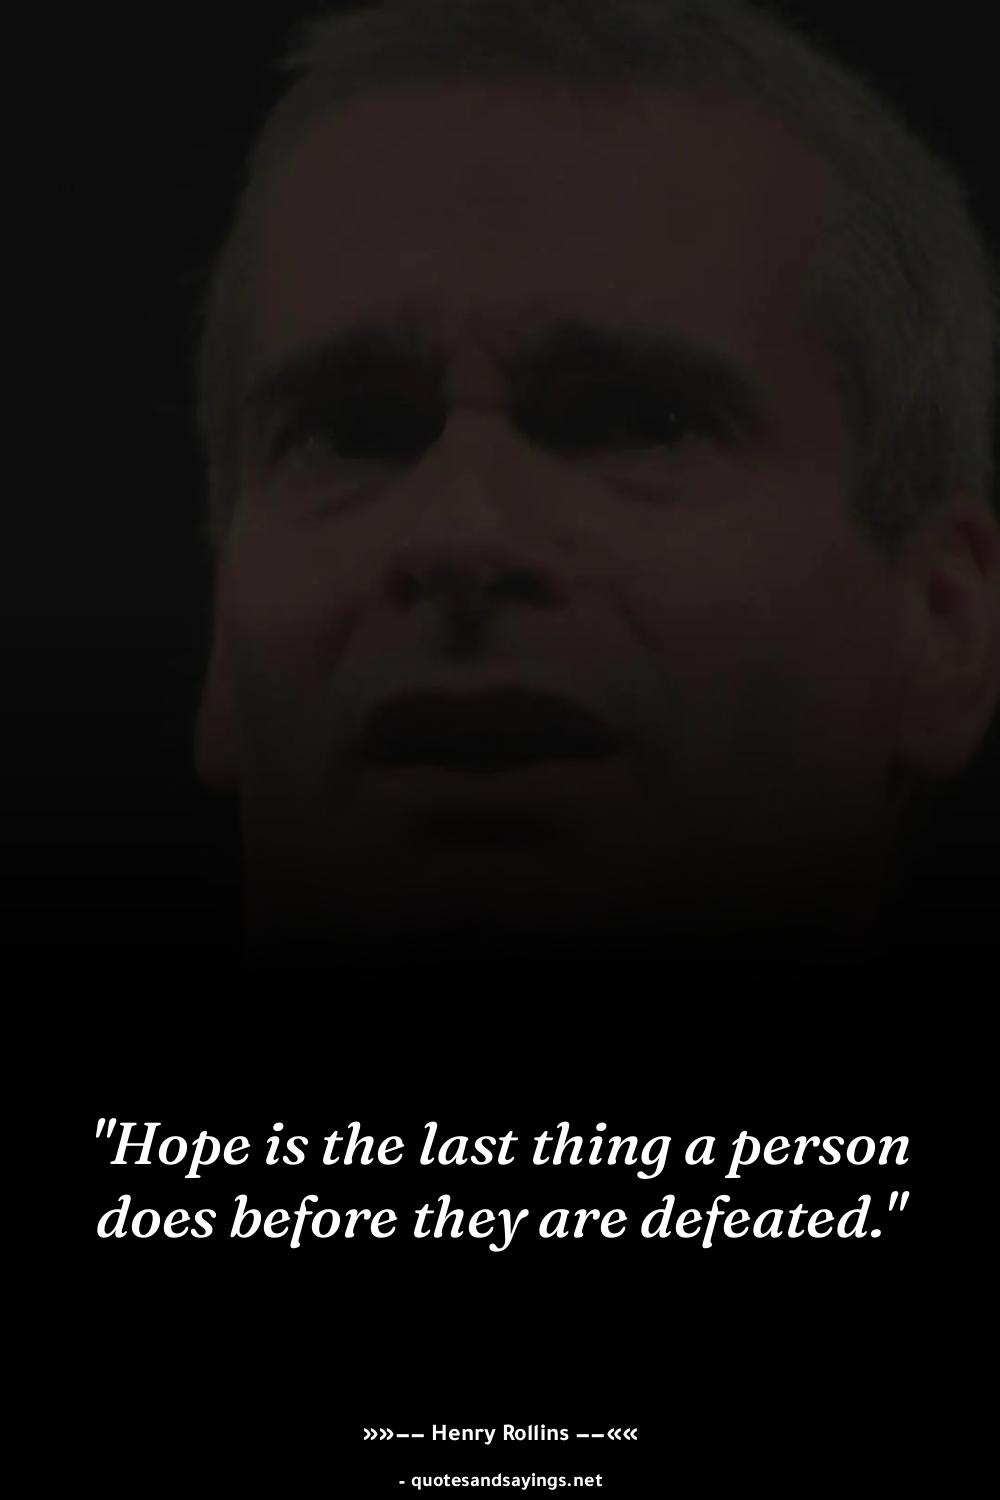 "Hope is the last thing a person
does before they are defeated."
»»–– Henry Rollins ––««
- quotesandsayings.net